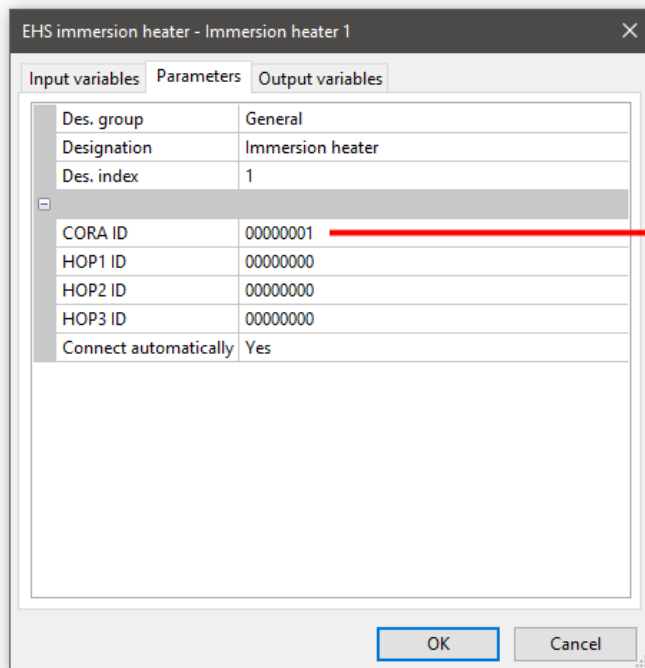 EHS immersion heater - Immersion heater 1
Input variables Parameters Output variables
Des. group General
Designation Immersion heater
Des. index 1
CORA ID 00000001
HOP1 ID 00000000
HOP2 ID 00000000
HOP3 ID 00000000
Connect automatically Yes
OK Cancel